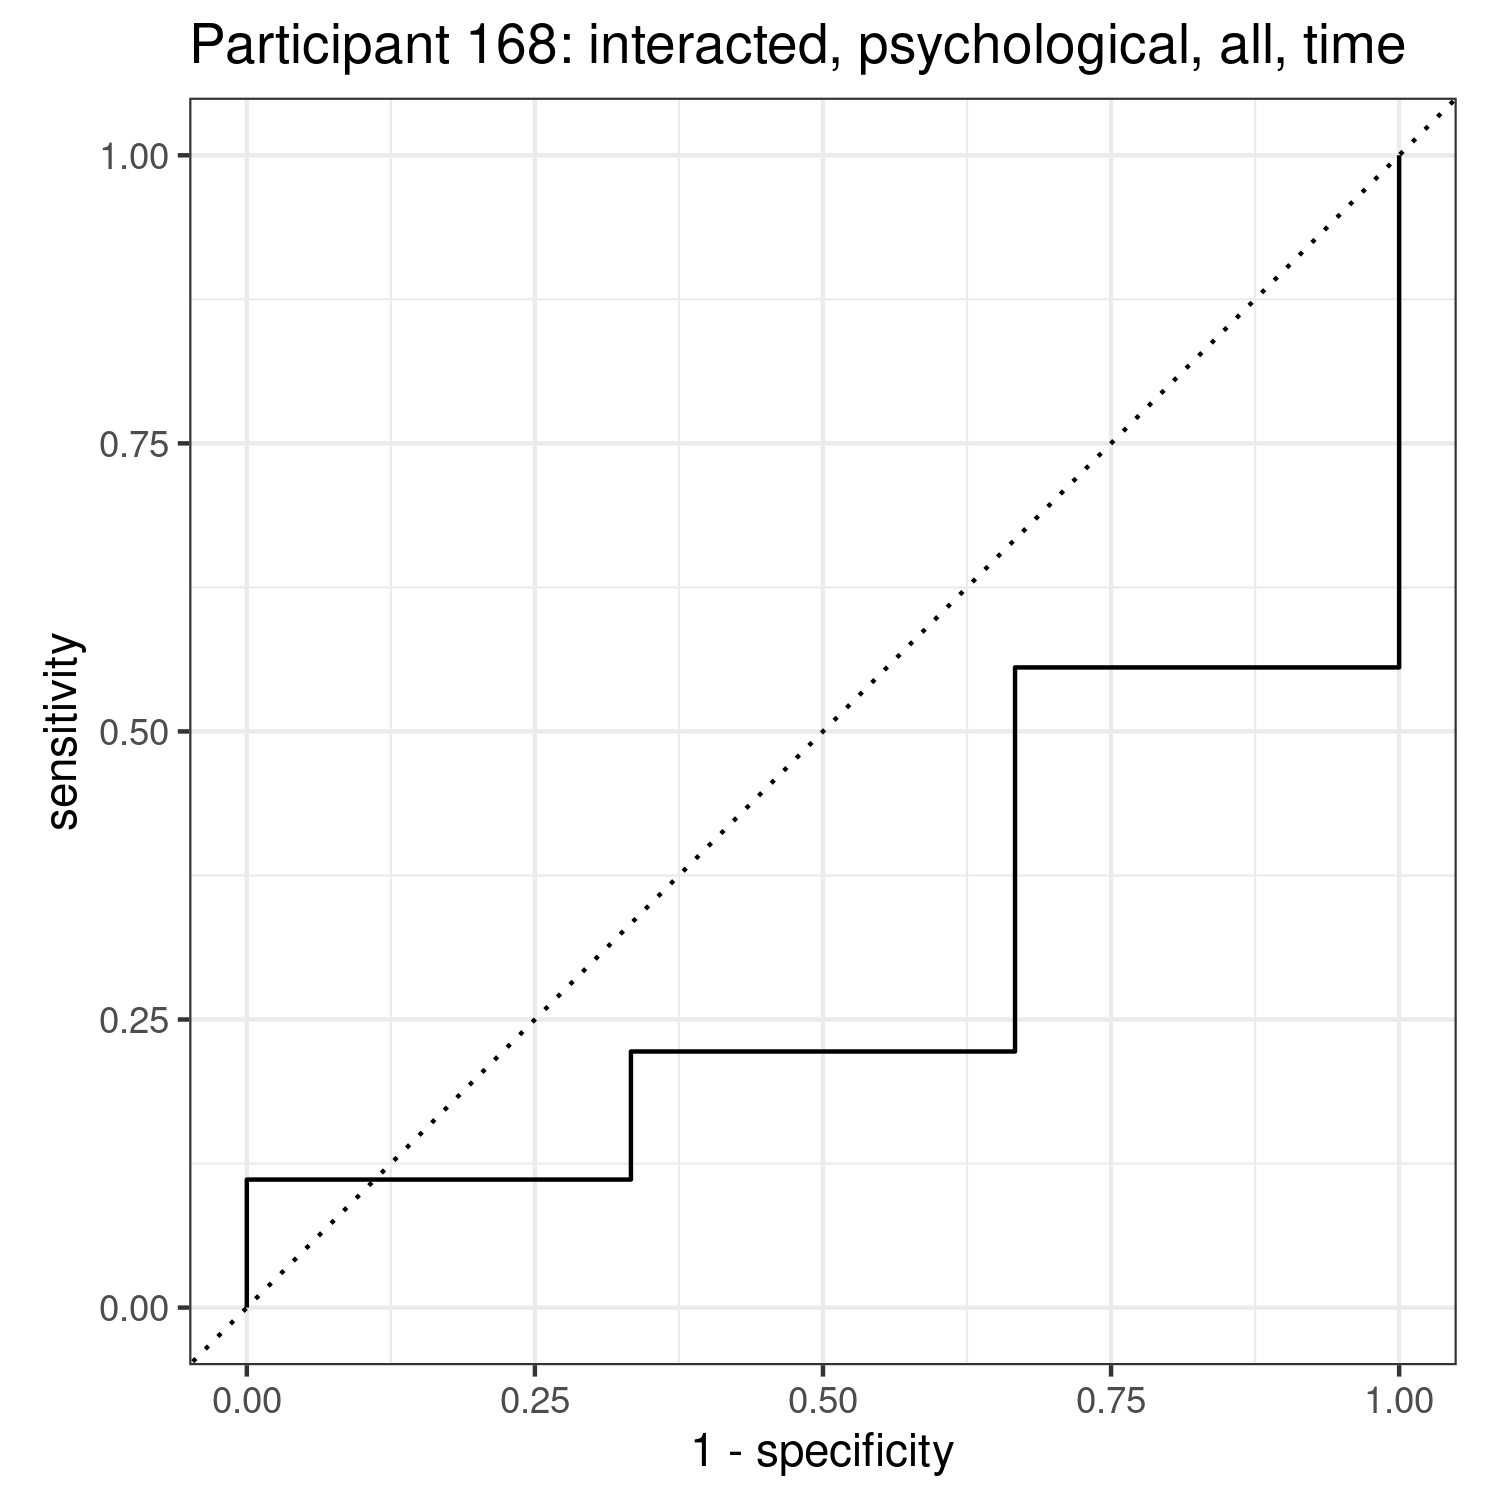 Participant 168: interacted, psychological, all, time
1.00
0.75
0.50
0.25
0.00
sensitivity
0.00 0.25 0.50 0.75 1.00
1 - specificity